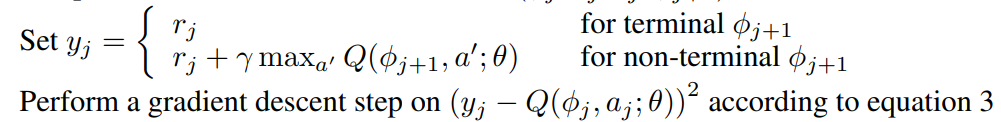 Set y_j = { r_j for terminal ϕ_{j+1}
r_j + γ max_{a′} Q(ϕ_{j+1}, a′; θ) for non-terminal ϕ_{j+1}
Perform a gradient descent step on (y_j − Q(ϕ_j, a_j; θ))² according to equation 3